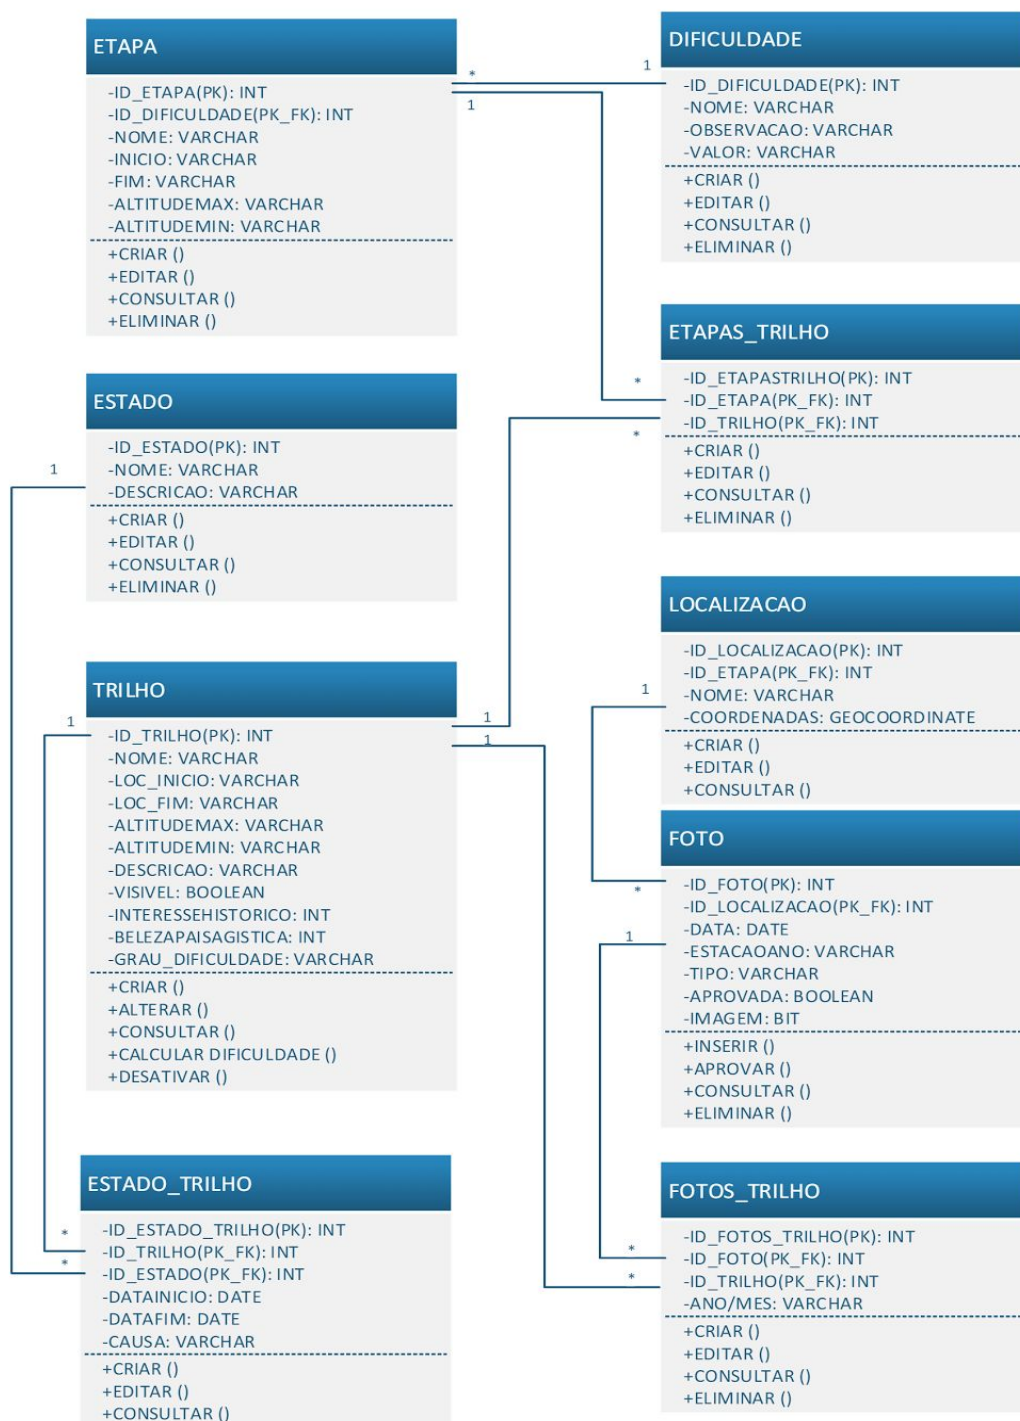 ETAPA
-ID_ETAPA(PK): INT
-ID_DIFICULDADE(PK_FK): INT
-NOME: VARCHAR
-INICIO: VARCHAR
-FIM: VARCHAR
-ALTITUDEMAX: VARCHAR
-ALTITUDEMIN: VARCHAR
+CRIAR ()
+EDITAR ()
+CONSULTAR ()
+ELIMINAR ()
*
1
1
DIFICULDADE
-ID_DIFICULDADE(PK): INT
-NOME: VARCHAR
-OBSERVACAO: VARCHAR
-VALOR: VARCHAR
+CRIAR ()
+EDITAR ()
+CONSULTAR ()
+ELIMINAR ()
ETAPAS_TRILHO
-ID_ETAPASTRILHO(PK): INT
-ID_ETAPA(PK_FK): INT
-ID_TRILHO(PK_FK): INT
+CRIAR ()
+EDITAR ()
+CONSULTAR ()
+ELIMINAR ()
*
*
ESTADO
-ID_ESTADO(PK): INT
-NOME: VARCHAR
-DESCRICAO: VARCHAR
+CRIAR ()
+EDITAR ()
+CONSULTAR ()
+ELIMINAR ()
1
LOCALIZACAO
-ID_LOCALIZACAO(PK): INT
-ID_ETAPA(PK_FK): INT
-NOME: VARCHAR
-COORDENADAS: GEOCOORDINATE
+CRIAR ()
+EDITAR ()
+CONSULTAR ()
1
TRILHO
-ID_TRILHO(PK): INT
-NOME: VARCHAR
-LOC_INICIO: VARCHAR
-LOC_FIM: VARCHAR
-ALTITUDEMAX: VARCHAR
-ALTITUDEMIN: VARCHAR
-DESCRICAO: VARCHAR
-VISIVEL: BOOLEAN
-INTERESSEHISTORICO: INT
-BELEZAPAISAGISTICA: INT
-GRAU_DIFICULDADE: VARCHAR
+CRIAR ()
+ALTERAR ()
+CONSULTAR ()
+CALCULAR DIFICULDADE ()
+DESATIVAR ()
1
1
1
FOTO
-ID_FOTO(PK): INT
-ID_LOCALIZACAO(PK_FK): INT
-DATA: DATE
-ESTACAOANO: VARCHAR
-TIPO: VARCHAR
-APROVADA: BOOLEAN
-IMAGEM: BIT
+INSERIR ()
+APROVAR ()
+CONSULTAR ()
+ELIMINAR ()
*
1
ESTADO_TRILHO
-ID_ESTADO_TRILHO(PK): INT
-ID_TRILHO(PK_FK): INT
-ID_ESTADO(PK_FK): INT
-DATAINICIO: DATE
-DATAFIM: DATE
-CAUSA: VARCHAR
+CRIAR ()
+EDITAR ()
+CONSULTAR ()
*
*
FOTOS_TRILHO
-ID_FOTOS_TRILHO(PK): INT
-ID_FOTO(PK_FK): INT
-ID_TRILHO(PK_FK): INT
-ANO/MES: VARCHAR
+CRIAR ()
+EDITAR ()
+CONSULTAR ()
+ELIMINAR ()
*
*